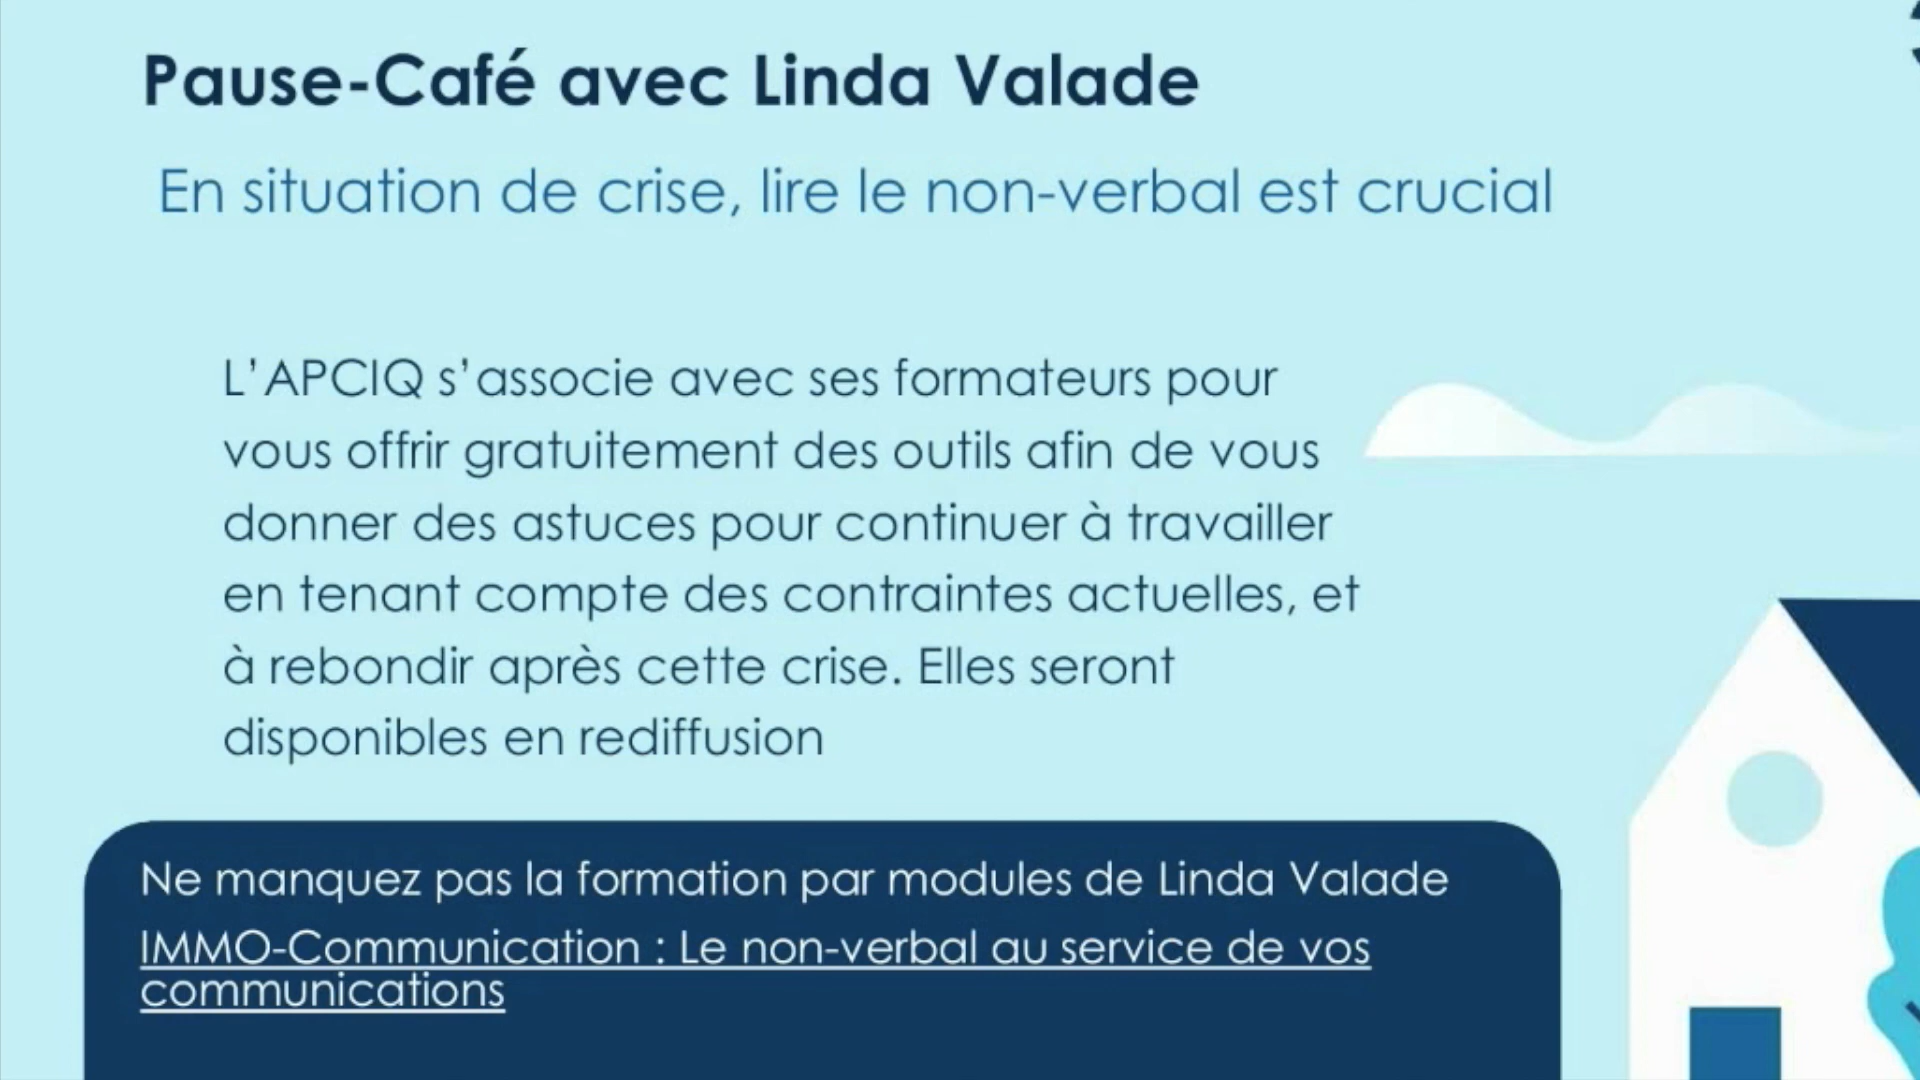 Pause-Café avec Linda Valade
En situation de crise, lire le non-verbal est crucial
L'APCIQ s'associe avec ses formateurs pour
vous offrir gratuitement des outils afin de vous
donner des astuces pour continuer à travailler
en tenant compte des contraintes actuelles, et
à rebondir après cette crise. Elles seront
disponibles en rediffusion
Ne manquez pas la formation par modules de Linda Valade
IMMO-Communication : Le non-verbal au service de vos
communications